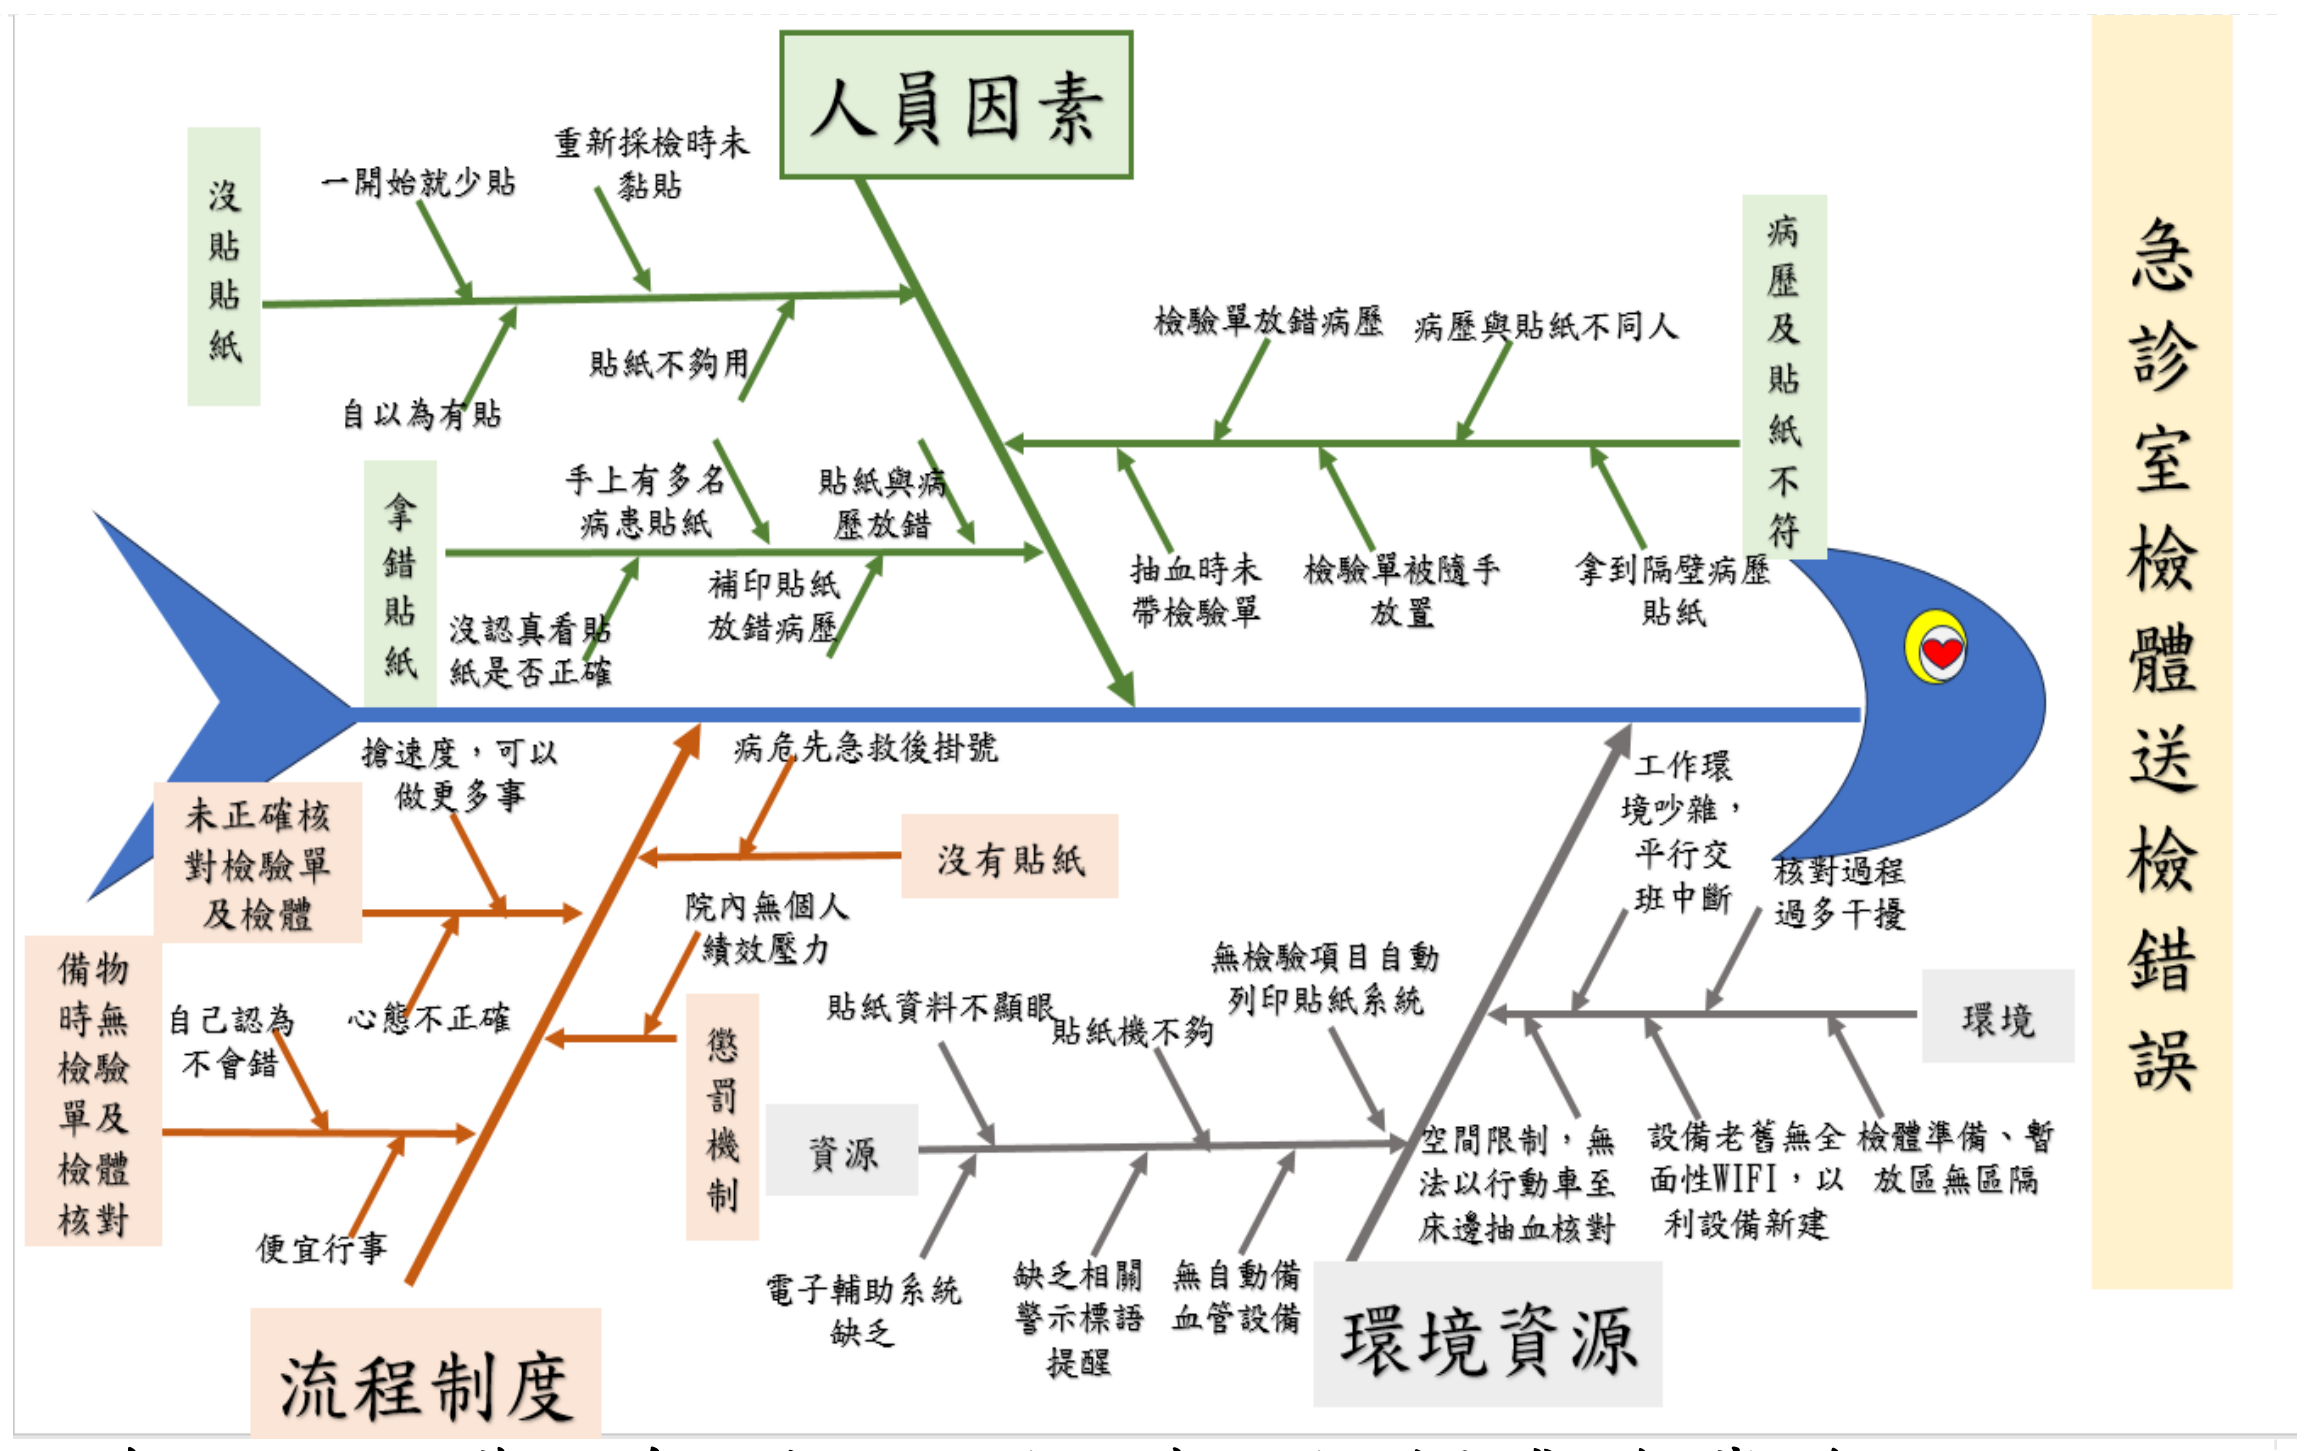 人員因素
沒貼貼紙
一開始就少貼
重新採檢時未
黏貼
自以為有貼
貼紙不夠用
拿錯貼紙
手上有多名
病患貼紙
貼紙與病
歷放錯
沒認真看貼
紙是否正確
補印貼紙
放錯病歷
病歷及貼紙不符
檢驗單放錯病歷
病歷與貼紙不同人
抽血時未
帶檢驗單
檢驗單被隨手
放置
拿到隔壁病歷
貼紙
急診室檢體送檢錯誤
搶速度，可以
做更多事
未正確核
對檢驗單
及檢體
心態不正確
病危先急救後掛號
沒有貼紙
備物
時無
檢驗
單及
檢體
核對
自己認為
不會錯
便宜行事
院內無個人
績效壓力
懲罰機制
流程制度
資源
貼紙資料不顯眼
貼紙機不夠
無檢驗項目自動
列印貼紙系統
電子輔助系統
缺乏
缺乏相關
警示標語
提醒
無自動備
血管設備
工作環
境吵雜，
平行交
班中斷
核對過程
過多干擾
環境
空間限制，無
法以行動車至
床邊抽血核對
設備老舊無全
面性WIFI，以
利設備新建
檢體準備、暫
放區無區隔
環境資源